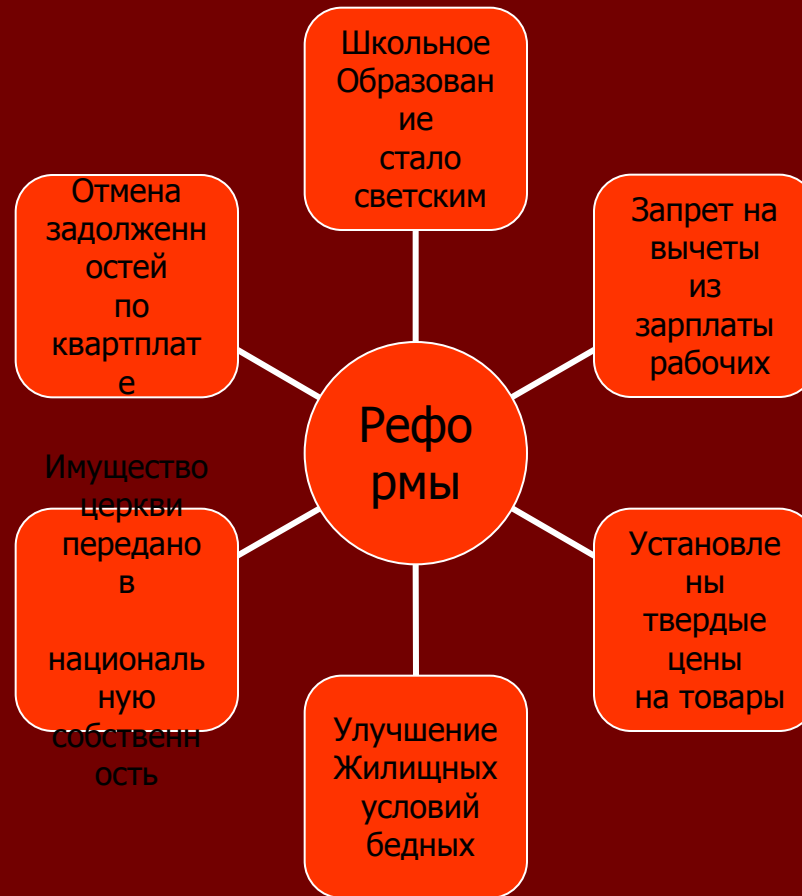 Школьное
Образован
ие
стало
светским
Отмена
задолженн
остей
по
квартплат
е
Запрет на
вычеты
из
зарплаты
рабочих
Рефо
рмы
Имущество
церкви
передано
в
националь
ную
собственн
ость
Установле
ны
твердые
цены
на товары
Улучшение
Жилищных
условий
бедных